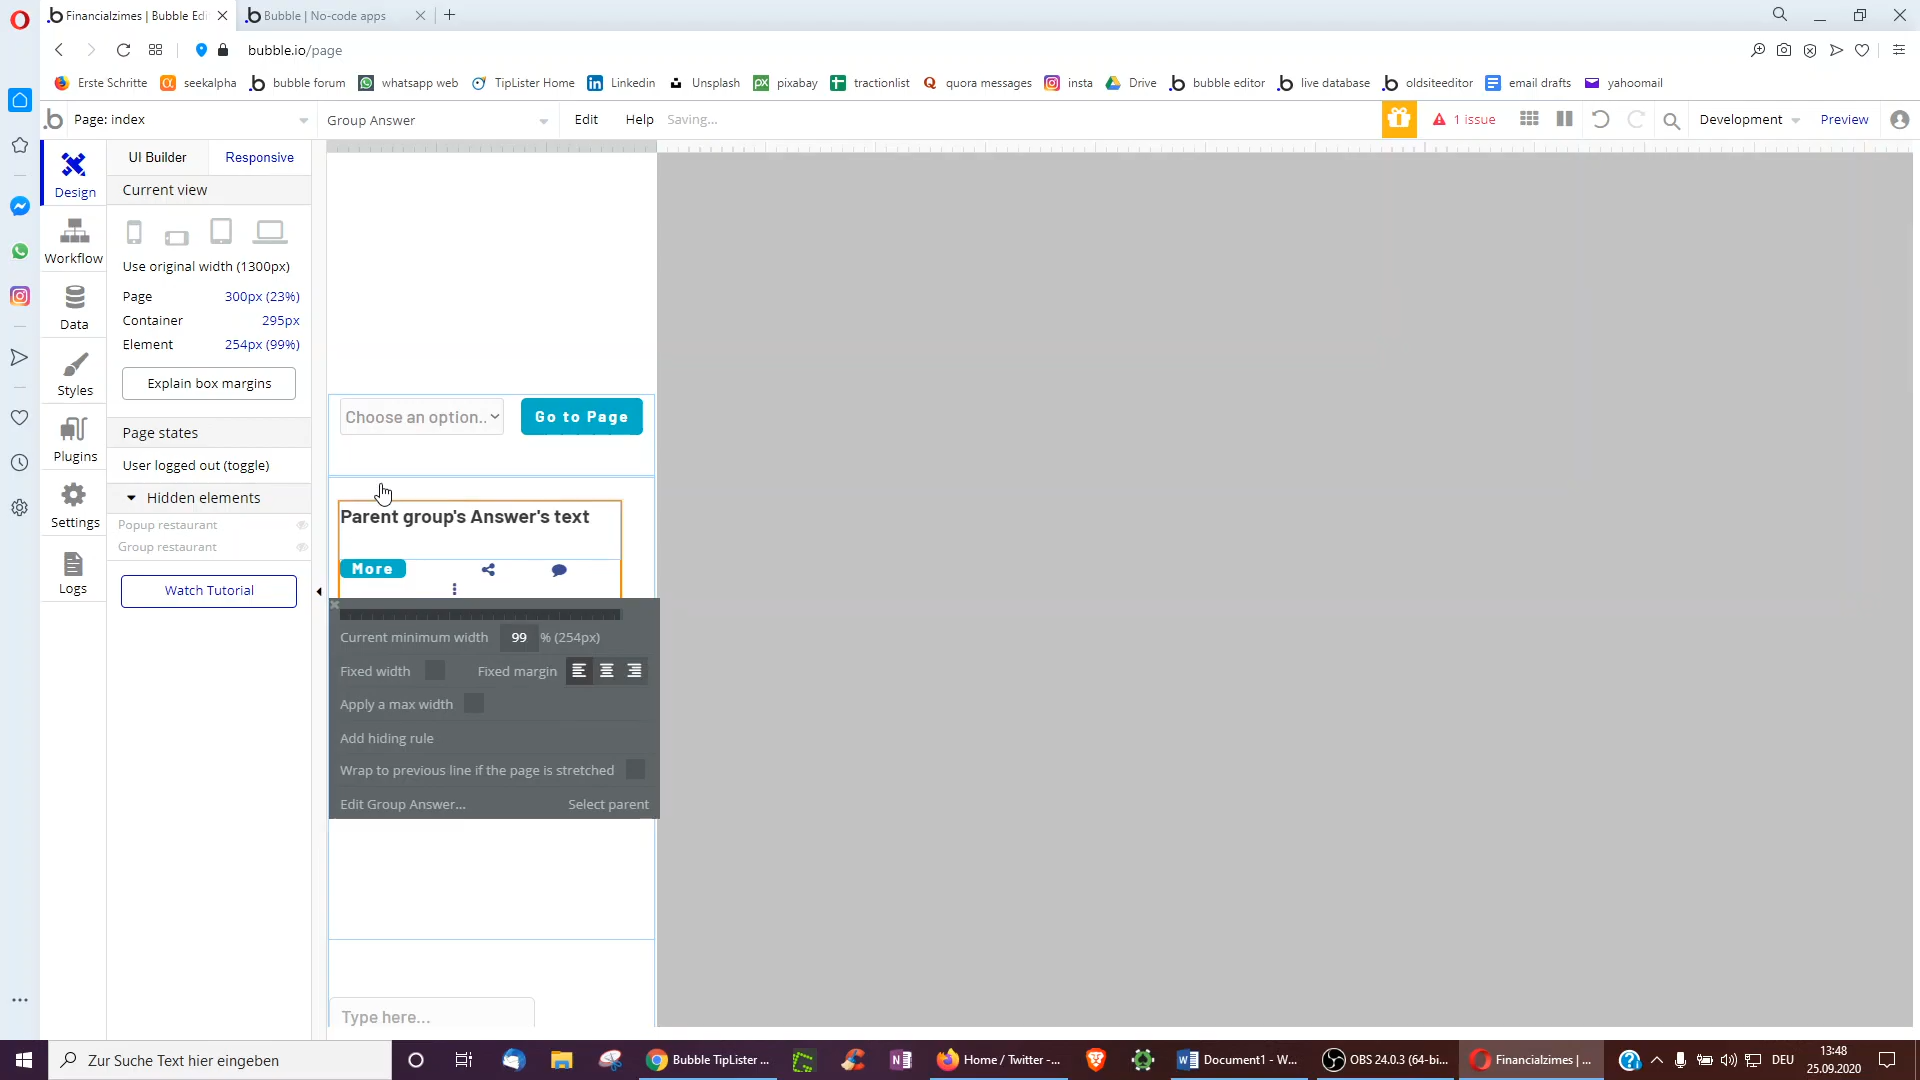 Financialzimes | Bubble Edi
Bubble | No-code apps
bubble.io/page
Erste Schritte
seekalpha
bubble forum
whatsapp web
TipLister Home
Linkedin
Unsplash
pixabay
tractionlist
quora messages
insta
Drive
bubble editor
live database
oldsiteeditor
email drafts
yahoomail
Page: index
Group Answer
Edit
Help
Saving...
1 issue
Development
Preview
Design
Workflow
Data
Styles
Plugins
Settings
Logs
UI Builder
Responsive
Current view
Use original width (1300px)
Page 300px (23%)
Container 295px
Element 254px (99%)
Explain box margins
Page states
User logged out (toggle)
Hidden elements
Popup restaurant
Group restaurant
Watch Tutorial
Choose an option..
Go to Page
Parent group's Answer's text
More
Current minimum width 99 % (254px)
Fixed width
Fixed margin
Apply a max width
Add hiding rule
Wrap to previous line if the page is stretched
Edit Group Answer...
Select parent
Type here...
Zur Suche Text hier eingeben
Bubble TipLister ...
Home / Twitter -...
Document1 - W...
OBS 24.0.3 (64-bi...
Financialzimes | ...
DEU
13:48
25.09.2020